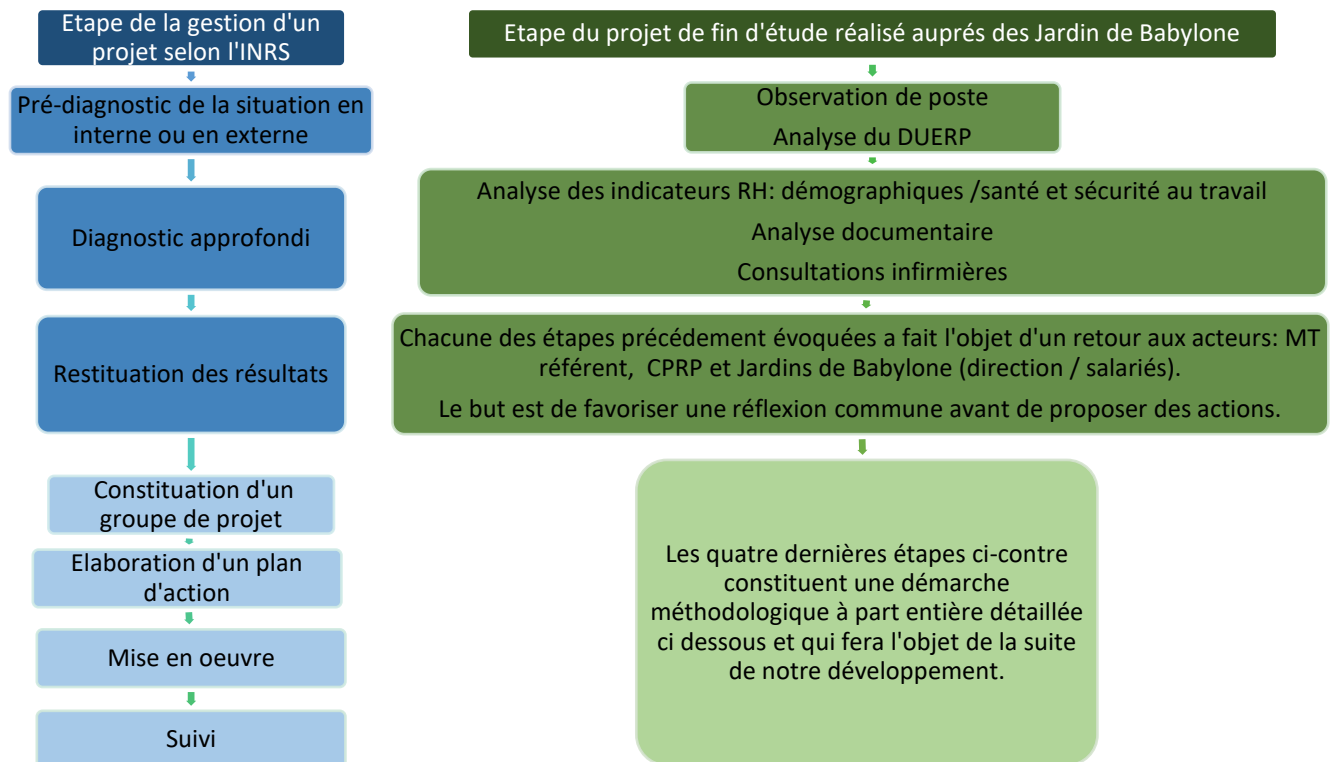 Etape de la gestion d'un
projet selon l'INRS
Pré-diagnostic de la situation en
interne ou en externe
Diagnostic approfondi
Restituation des résultats
Constituation d'un
groupe de projet
Elaboration d'un plan
d'action
Mise en oeuvre
Suivi
Etape du projet de fin d'étude réalisé auprés des Jardin de Babylone
Observation de poste
Analyse du DUERP
Analyse des indicateurs RH: démographiques /santé et sécurité au travail
Analyse documentaire
Consultations infirmières
Chacune des étapes précédement évoquées a fait l'objet d'un retour aux acteurs: MT
référent, CPRP et Jardins de Babylone (direction / salariés).
Le but est de favoriser une réflexion commune avant de proposer des actions.
Les quatre dernières étapes ci-contre
constituent une démarche
méthodologique à part entière détaillée
ci dessous et qui fera l'objet de la suite
de notre développement.